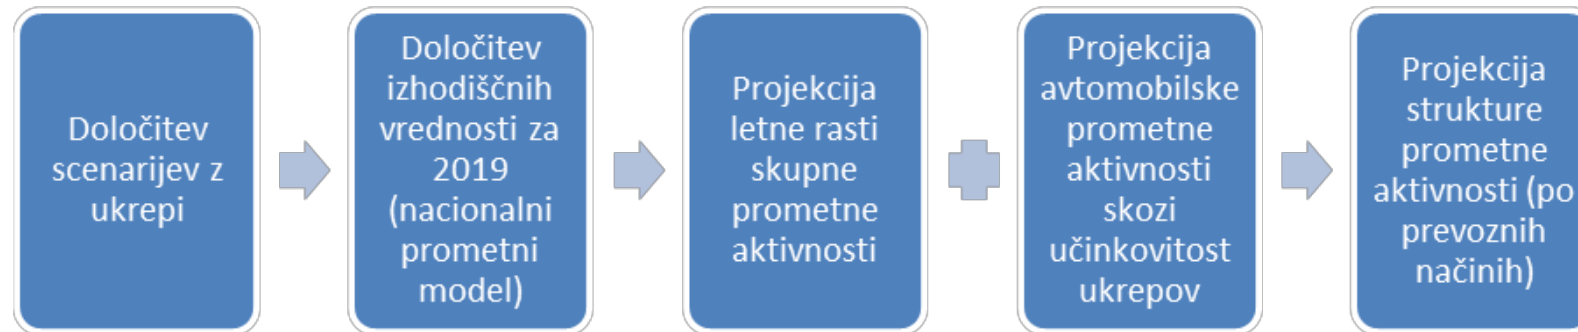 Določitev
scenarijev z
ukrepi
Določitev
izhodiščnih
vrednosti za
2019
(nacionalni
prometni
model)
Projekcija
letne rasti
skupne
prometne
aktivnosti
Projekcija
avtomobilske
prometne
aktivnosti
skozi
učinkovitost
ukrepov
Projekcija
strukture
prometne
aktivnosti (po
prevoznih
načinih)